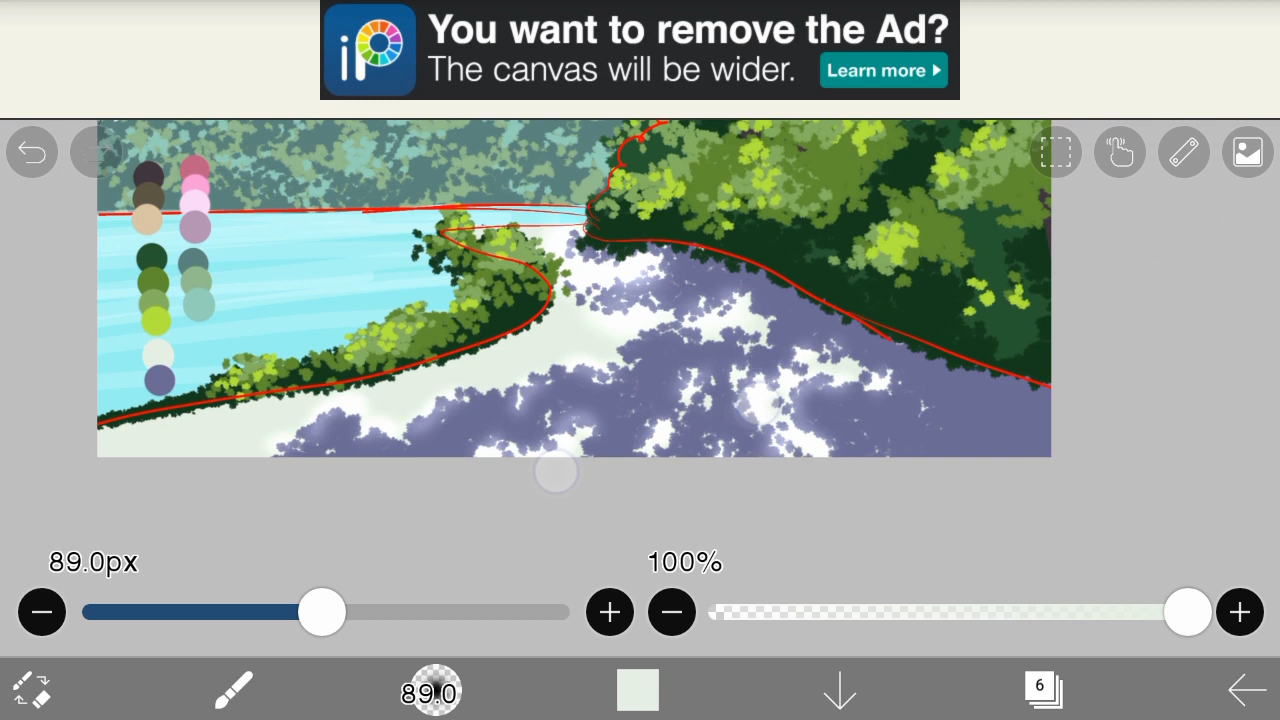 iP
You want to remove the Ad?
The canvas will be wider.
Learn more
89.0px
100%
89.0
6